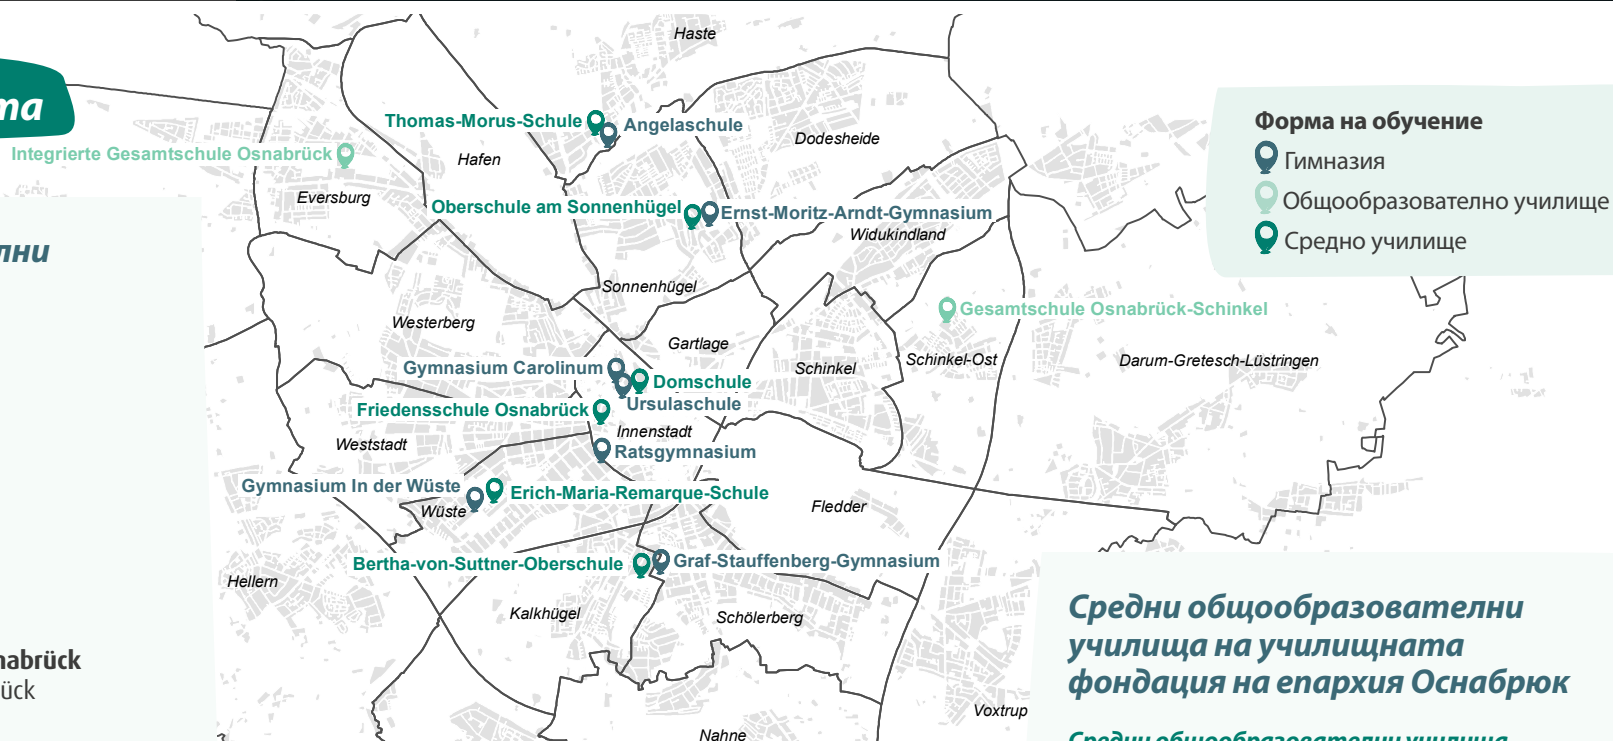 та
Haste
Thomas-Morus-Schule
Angelaschule
Dodesheide
Integrierte Gesamtschule Osnabrück
Hafen
Eversburg
Oberschule am Sonnenhügel
Ernst-Moritz-Arndt-Gymnasium
Widukindland
Sonnenhügel
Форма на обучение
Гимназия
Общообразователно училище
Средно училище
лни
Westerberg
Gartlage
Gesamtschule Osnabrück-Schinkel
Schinkel-Ost
Darum-Gretesch-Lüstringen
Gymnasium Carolinum
Schinkel
Domschule
Ursulaschule
Friedensschule Osnabrück
Innenstadt
Weststadt
Ratsgymnasium
Gymnasium In der Wüste
Erich-Maria-Remarque-Schule
Wüste
Fledder
Bertha-von-Suttner-Oberschule
Graf-Stauffenberg-Gymnasium
Hellern
Kalkhügel
Schölerberg
nabrück
ück
Voxtrup
Nahne
Средни общообразователни
училища на училищната
фондация на епархия Оснабрюк
Средни общообразователни училища